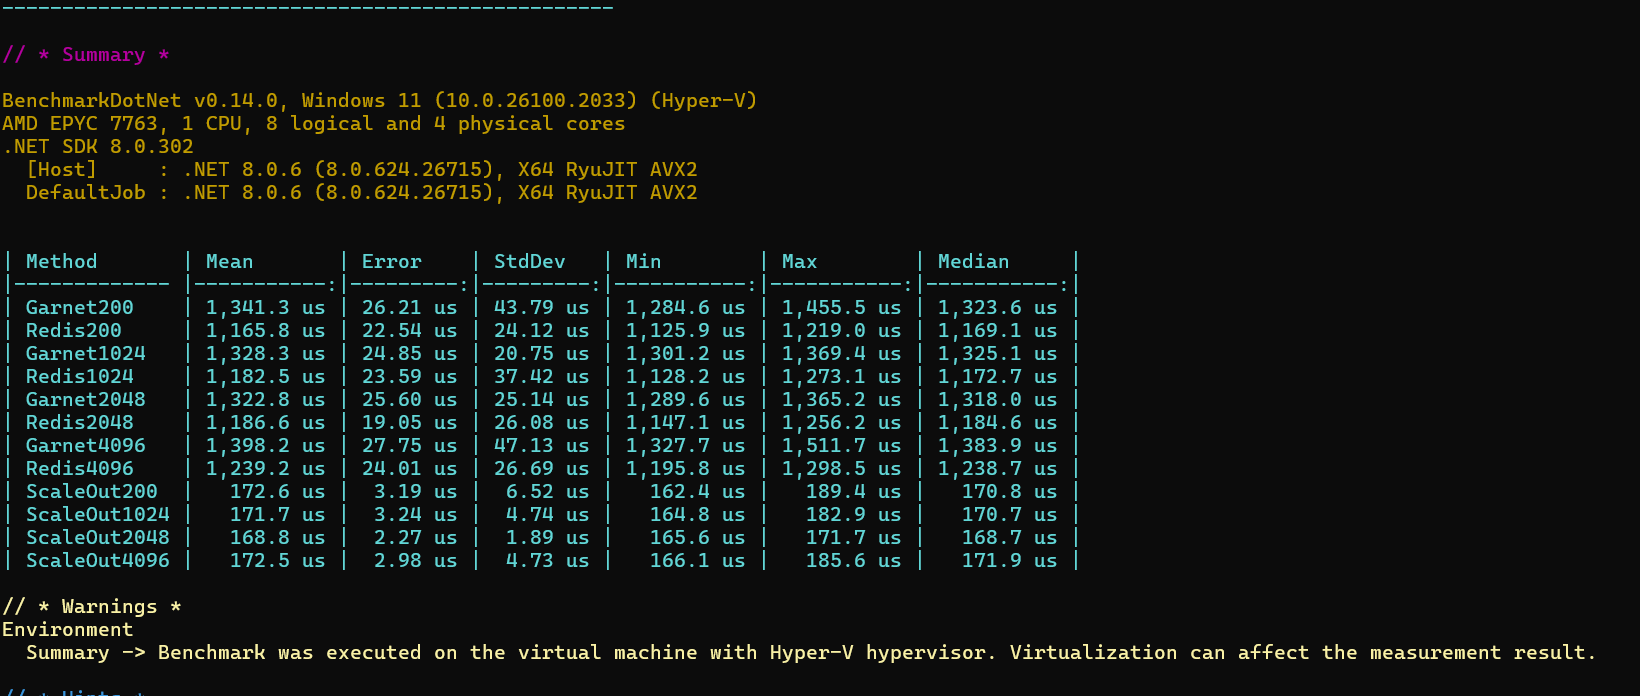 ----------------------------------------------------
// * Summary *
BenchmarkDotNet v0.14.0, Windows 11 (10.0.26100.2033) (Hyper-V)
AMD EPYC 7763, 1 CPU, 8 logical and 4 physical cores
.NET SDK 8.0.302
  [Host]     : .NET 8.0.6 (8.0.624.26715), X64 RyuJIT AVX2
  DefaultJob : .NET 8.0.6 (8.0.624.26715), X64 RyuJIT AVX2
| Method       | Mean       | Error    | StdDev   | Min        | Max        | Median     |
|------------- |-----------:|---------:|---------:|-----------:|-----------:|-----------:|
| Garnet200    | 1,341.3 us | 26.21 us | 43.79 us | 1,284.6 us | 1,455.5 us | 1,323.6 us |
| Redis200     | 1,165.8 us | 22.54 us | 24.12 us | 1,125.9 us | 1,219.0 us | 1,169.1 us |
| Garnet1024   | 1,328.3 us | 24.85 us | 20.75 us | 1,301.2 us | 1,369.4 us | 1,325.1 us |
| Redis1024    | 1,182.5 us | 23.59 us | 37.42 us | 1,128.2 us | 1,273.1 us | 1,172.7 us |
| Garnet2048   | 1,322.8 us | 25.60 us | 25.14 us | 1,289.6 us | 1,365.2 us | 1,318.0 us |
| Redis2048    | 1,186.6 us | 19.05 us | 26.08 us | 1,147.1 us | 1,256.2 us | 1,184.6 us |
| Garnet4096   | 1,398.2 us | 27.75 us | 47.13 us | 1,327.7 us | 1,511.7 us | 1,383.9 us |
| Redis4096    | 1,239.2 us | 24.01 us | 26.69 us | 1,195.8 us | 1,298.5 us | 1,238.7 us |
| ScaleOut200  |   172.6 us |  3.19 us |  6.52 us |   162.4 us |   189.4 us |   170.8 us |
| ScaleOut1024 |   171.7 us |  3.24 us |  4.74 us |   164.8 us |   182.9 us |   170.7 us |
| ScaleOut2048 |   168.8 us |  2.27 us |  1.89 us |   165.6 us |   171.7 us |   168.7 us |
| ScaleOut4096 |   172.5 us |  2.98 us |  4.73 us |   166.1 us |   185.6 us |   171.9 us |
// * Warnings *
Environment
  Summary -> Benchmark was executed on the virtual machine with Hyper-V hypervisor. Virtualization can affect the measurement result.
// * Hints *